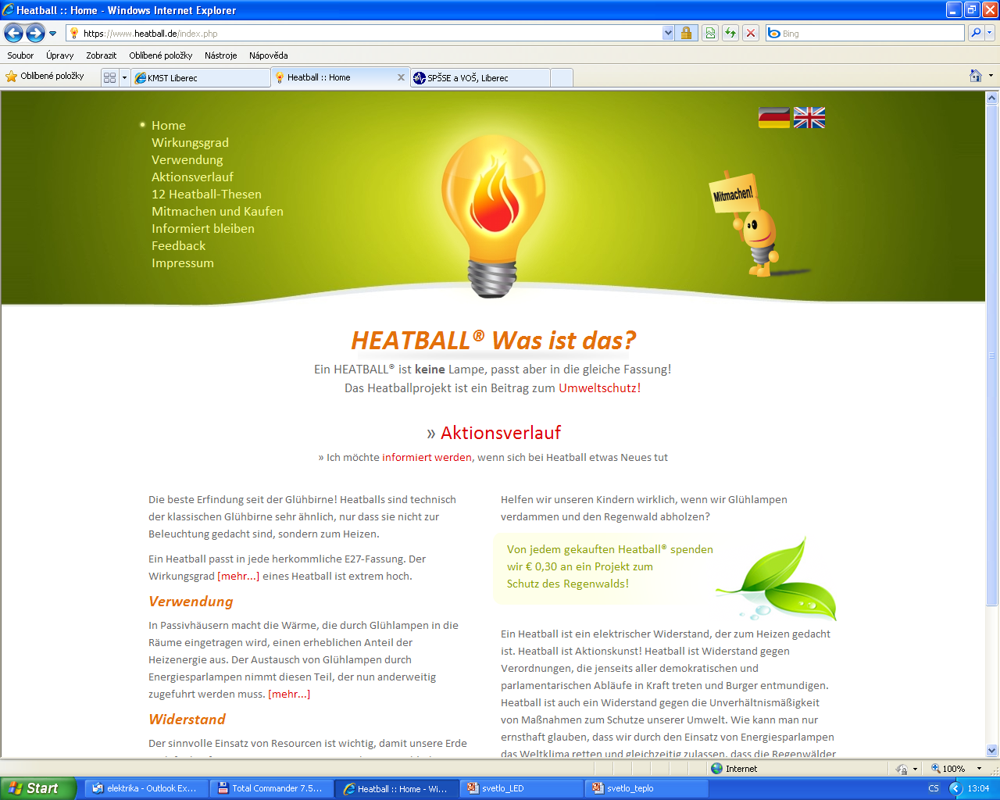 Heatball :: Home - Windows Internet Explorer
https://www.heatball.de/index.php
Bing
Soubor Úpravy Zobrazit Oblíbené položky Nástroje Nápověda
Oblíbené položky KMST Liberec Heatball :: Home SPŠSE a VOŠ, Liberec
Home
Wirkungsgrad
Verwendung
Aktionsverlauf
12 Heatball-Thesen
Mitmachen und Kaufen
Informiert bleiben
Feedback
Impressum
Mitmachen!
HEATBALL® Was ist das?
Ein HEATBALL® ist keine Lampe, passt aber in die gleiche Fassung!
Das Heatballprojekt ist ein Beitrag zum Umweltschutz!
» Aktionsverlauf
» Ich möchte informiert werden, wenn sich bei Heatball etwas Neues tut
Die beste Erfindung seit der Glühbirne! Heatballs sind technisch
der klassischen Glühbirne sehr ähnlich, nur dass sie nicht zur
Beleuchtung gedacht sind, sondern zum Heizen.
Ein Heatball passt in jede herkommliche E27-Fassung. Der
Wirkungsgrad [mehr...] eines Heatball ist extrem hoch.
Verwendung
In Passivhäusern macht die Wärme, die durch Glühlampen in die
Räume eingetragen wird, einen erheblichen Anteil der
Heizenergie aus. Der Austausch von Glühlampen durch
Energiesparlampen nimmt diesen Teil, der nun anderweitig
zugefuhrt werden muss. [mehr...]
Widerstand
Der sinnvolle Einsatz von Resourcen ist wichtig, damit unsere Erde
Helfen wir unseren Kindern wirklich, wenn wir Glühlampen
verdammen und den Regenwald abholzen?
Von jedem gekauften Heatball® spenden
wir € 0,30 an ein Projekt zum
Schutz des Regenwalds!
Ein Heatball ist ein elektrischer Widerstand, der zum Heizen gedacht
ist. Heatball ist Aktionskunst! Heatball ist Widerstand gegen
Verordnungen, die jenseits aller demokratischen und
parlamentarischen Abläufe in Kraft treten und Burger entmundigen.
Heatball ist auch ein Widerstand gegen die Unverhältnismäßigkeit
von Maßnahmen zum Schutze unserer Umwelt. Wie kann man nur
ernsthaft glauben, dass wir durch den Einsatz von Energiesparlampen
das Weltklima retten und gleichzeitig zulassen, dass die Regenwälder
Internet 100%
Start elektrika - Outlook Ex... Total Commander 7.5... Heatball :: Home - Wi... svetlo_LED svetlo_teplo CS 13:04